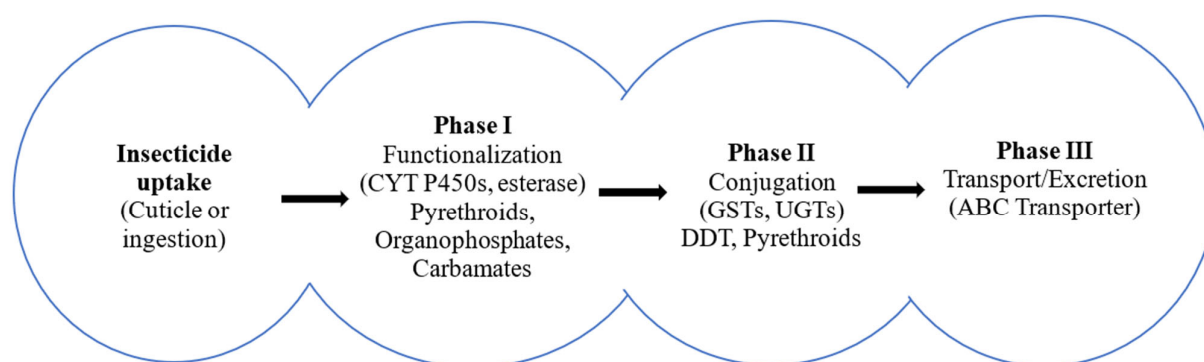 Insecticide
uptake
(Cuticle or
ingestion)
Phase I
Functionalization
(CYT P450s, esterase)
Pyrethroids,
Organophosphates,
Carbamates
Phase II
Conjugation
(GSTs, UGTs)
DDT, Pyrethroids
Phase III
Transport/Excretion
(ABC Transporter)